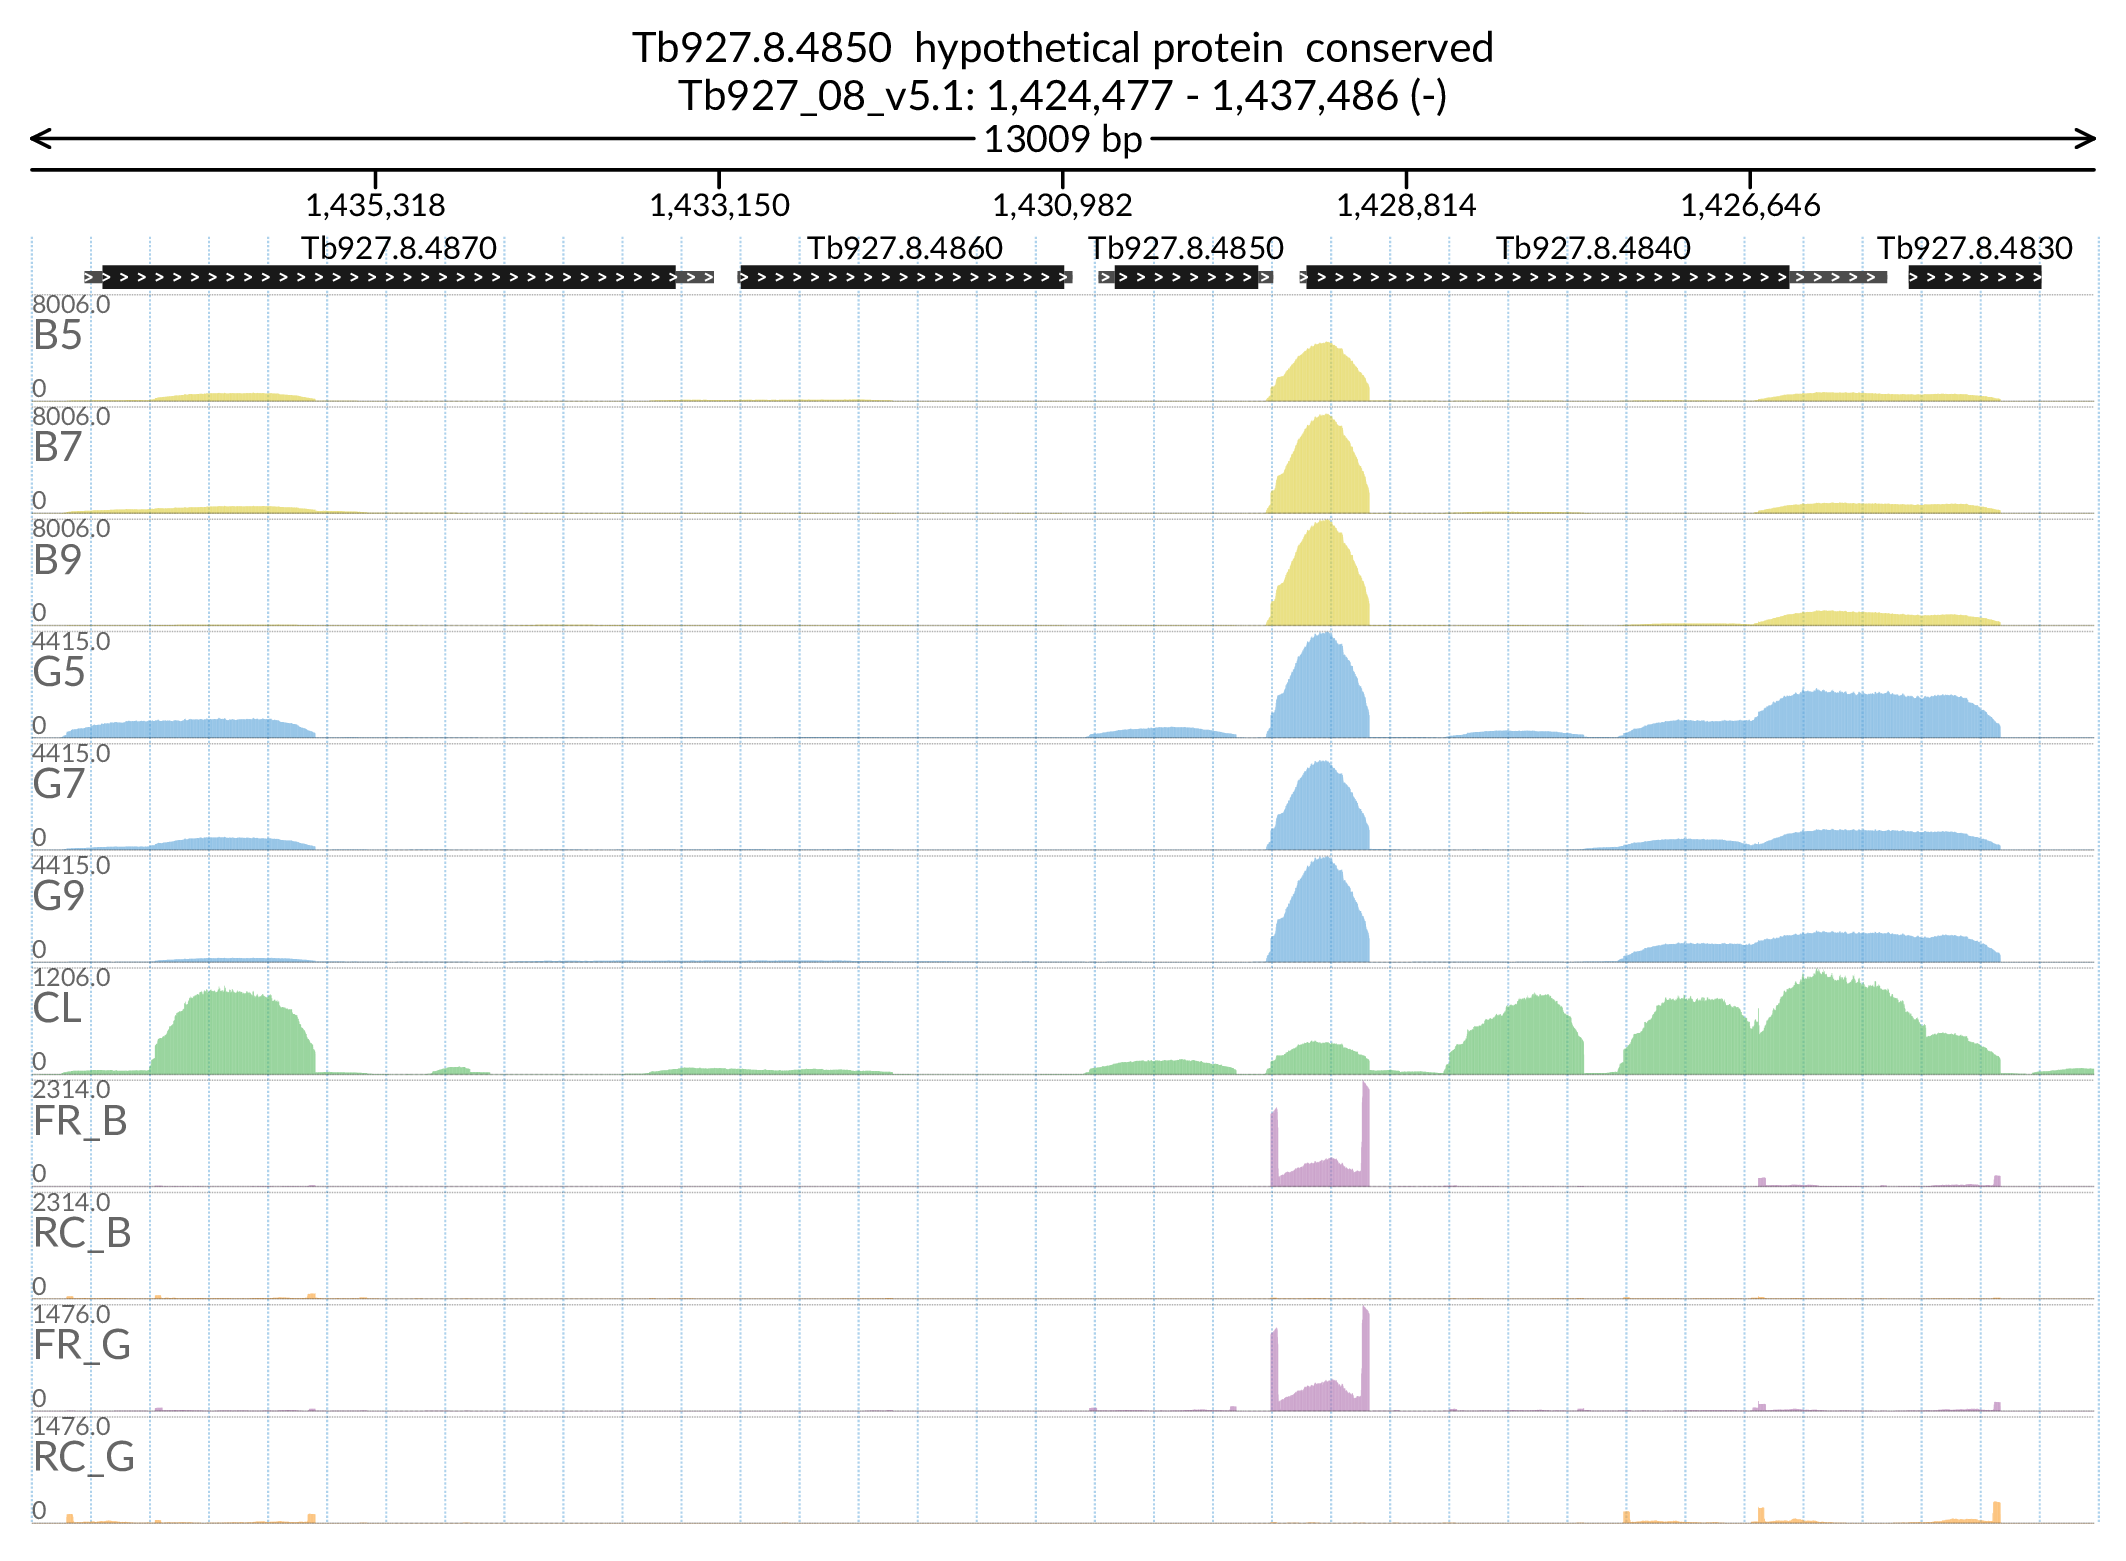 Tb927.8.4850 hypothetical protein conserved
Tb927_08_v5.1: 1,424,477 - 1,437,486 (-)
13009 bp
1,435,318 1,433,150 1,430,982 1,428,814 1,426,646
Tb927.8.4870 Tb927.8.4860 Tb927.8.4850 Tb927.8.4840 Tb927.8.4830
8006.0
B5
0
8006.0
B7
0
8006.0
B9
0
4415.0
G5
0
4415.0
G7
0
4415.0
G9
0
1206.0
CL
0
2314.0
FR_B
0
2314.0
RC_B
0
1476.0
FR_G
0
1476.0
RC_G
0